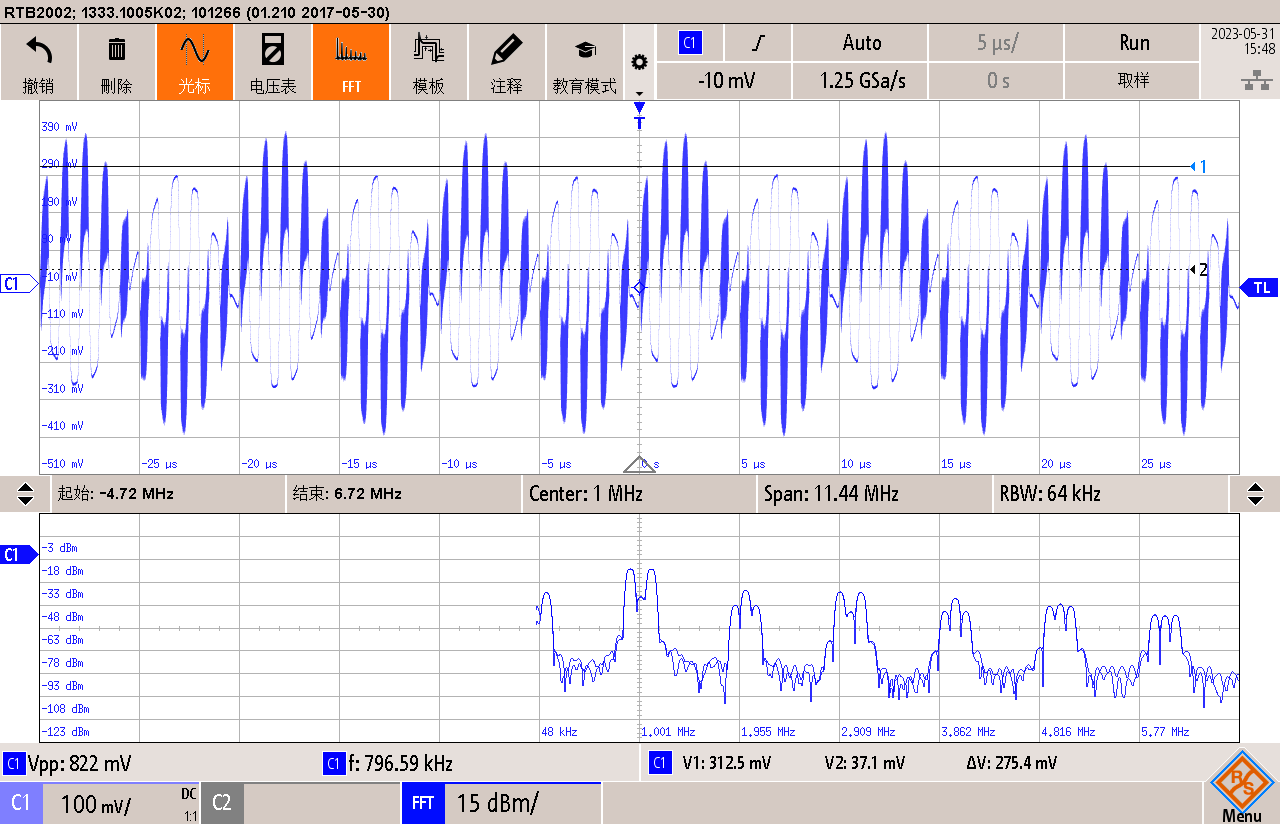 RTB2002; 1333.1005K02; 101266 (01.210 2017-05-30)
撤销
删除
光标
电压表
FFT
模板
注释
教育模式
C1
Auto
5 µs/
Run
2023-05-31
15:48
-10 mV
1.25 GSa/s
0 s
取样
T
390 mV
290 mV
190 mV
90 mV
-10 mV
-110 mV
-210 mV
-310 mV
-410 mV
-510 mV
1
2
C1
TL
-25 µs
-20 µs
-15 µs
-10 µs
-5 µs
0 s
5 µs
10 µs
15 µs
20 µs
25 µs
起始: -4.72 MHz
结束: 6.72 MHz
Center: 1 MHz
Span: 11.44 MHz
RBW: 64 kHz
C1
-3 dBm
-18 dBm
-33 dBm
-48 dBm
-63 dBm
-78 dBm
-93 dBm
-108 dBm
-123 dBm
48 kHz
1,001 MHz
1,955 MHz
2,909 MHz
3,862 MHz
4,816 MHz
5,77 MHz
C1 Vpp: 822 mV
C1 f: 796.59 kHz
C1 V1: 312.5 mV
V2: 37.1 mV
ΔV: 275.4 mV
C1
100 mV/
DC
1:1
C2
FFT
15 dBm/
R&S
Menu